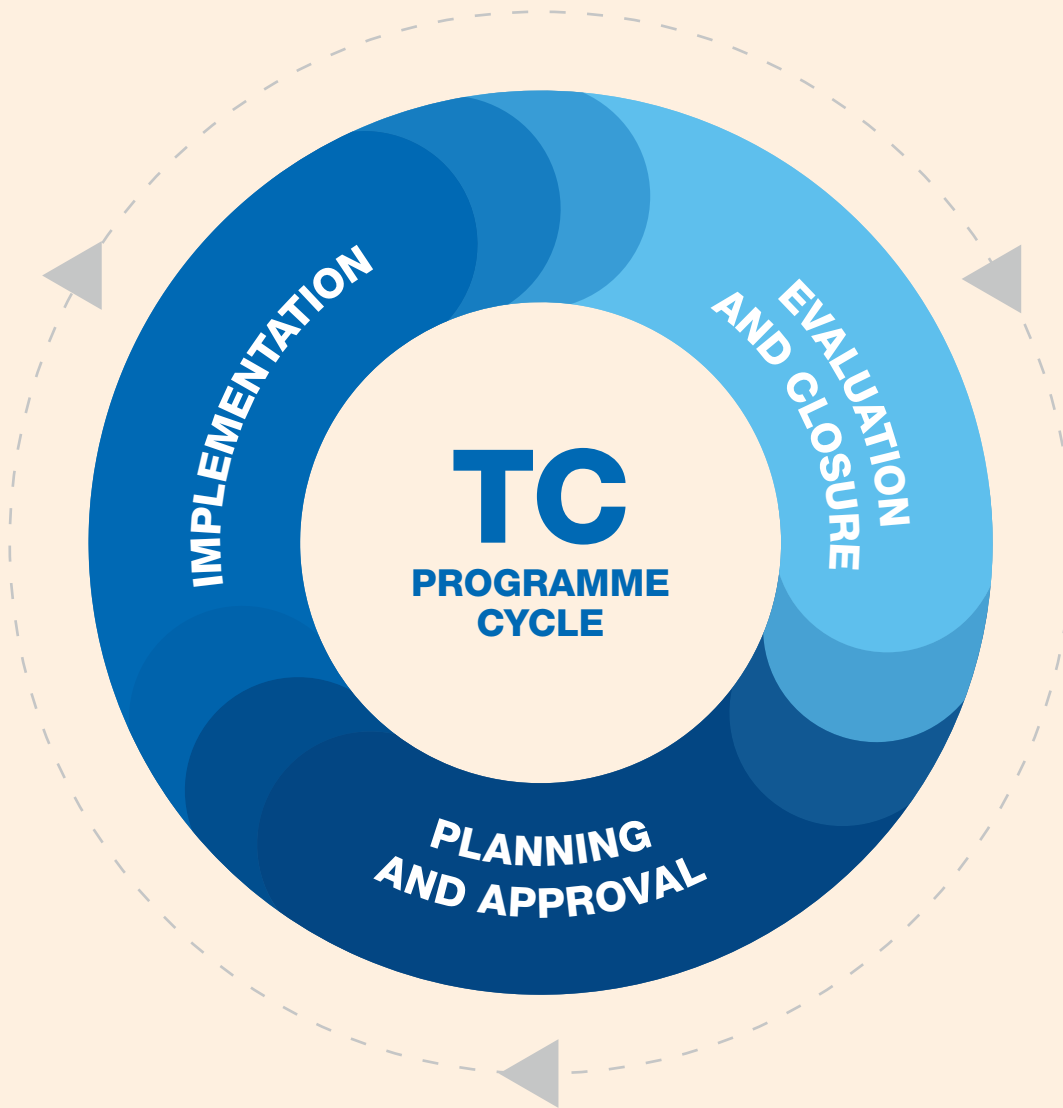 TC
PROGRAMME
CYCLE
IMPLEMENTATION
EVALUATION
AND CLOSURE
PLANNING
AND APPROVAL